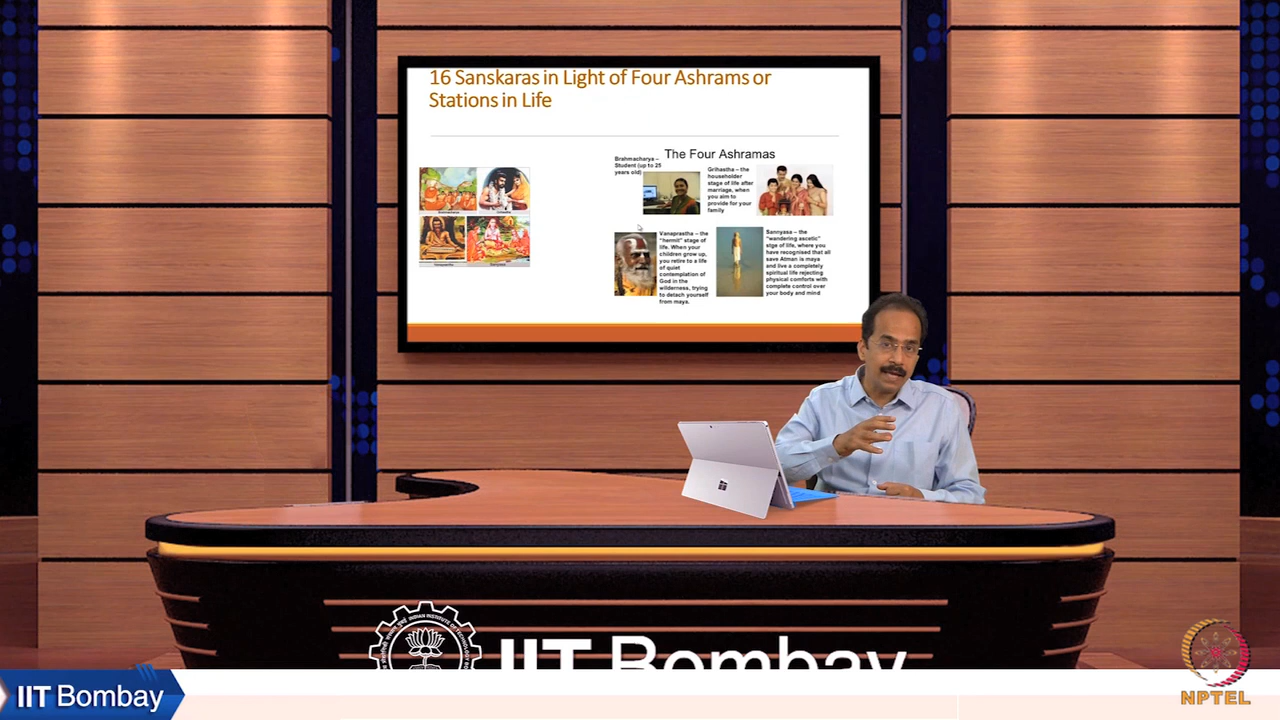 16 Sanskaras in Light of Four Ashrams or
Stations in Life
The Four Ashramas
Brahmacharya –
Student (up to 25
years old)
Grihastha – the
householder
stage of life after
marriage, when
you aim to
provide for your
family
Vanaprastha – the
"hermit" stage of
life. When your
children grow up,
you retire to a life
of quiet
contemplation of
God in the
wilderness, trying
to detach yourself
from maya.
Sannyasa – the
"wandering ascetic"
stge of life, where you
have recognised that all
save Atman is maya
and live a completely
spiritual life rejecting
physical comforts with
complete control over
your body and mind
IIT Bombay
IIT Bombay
NPTEL